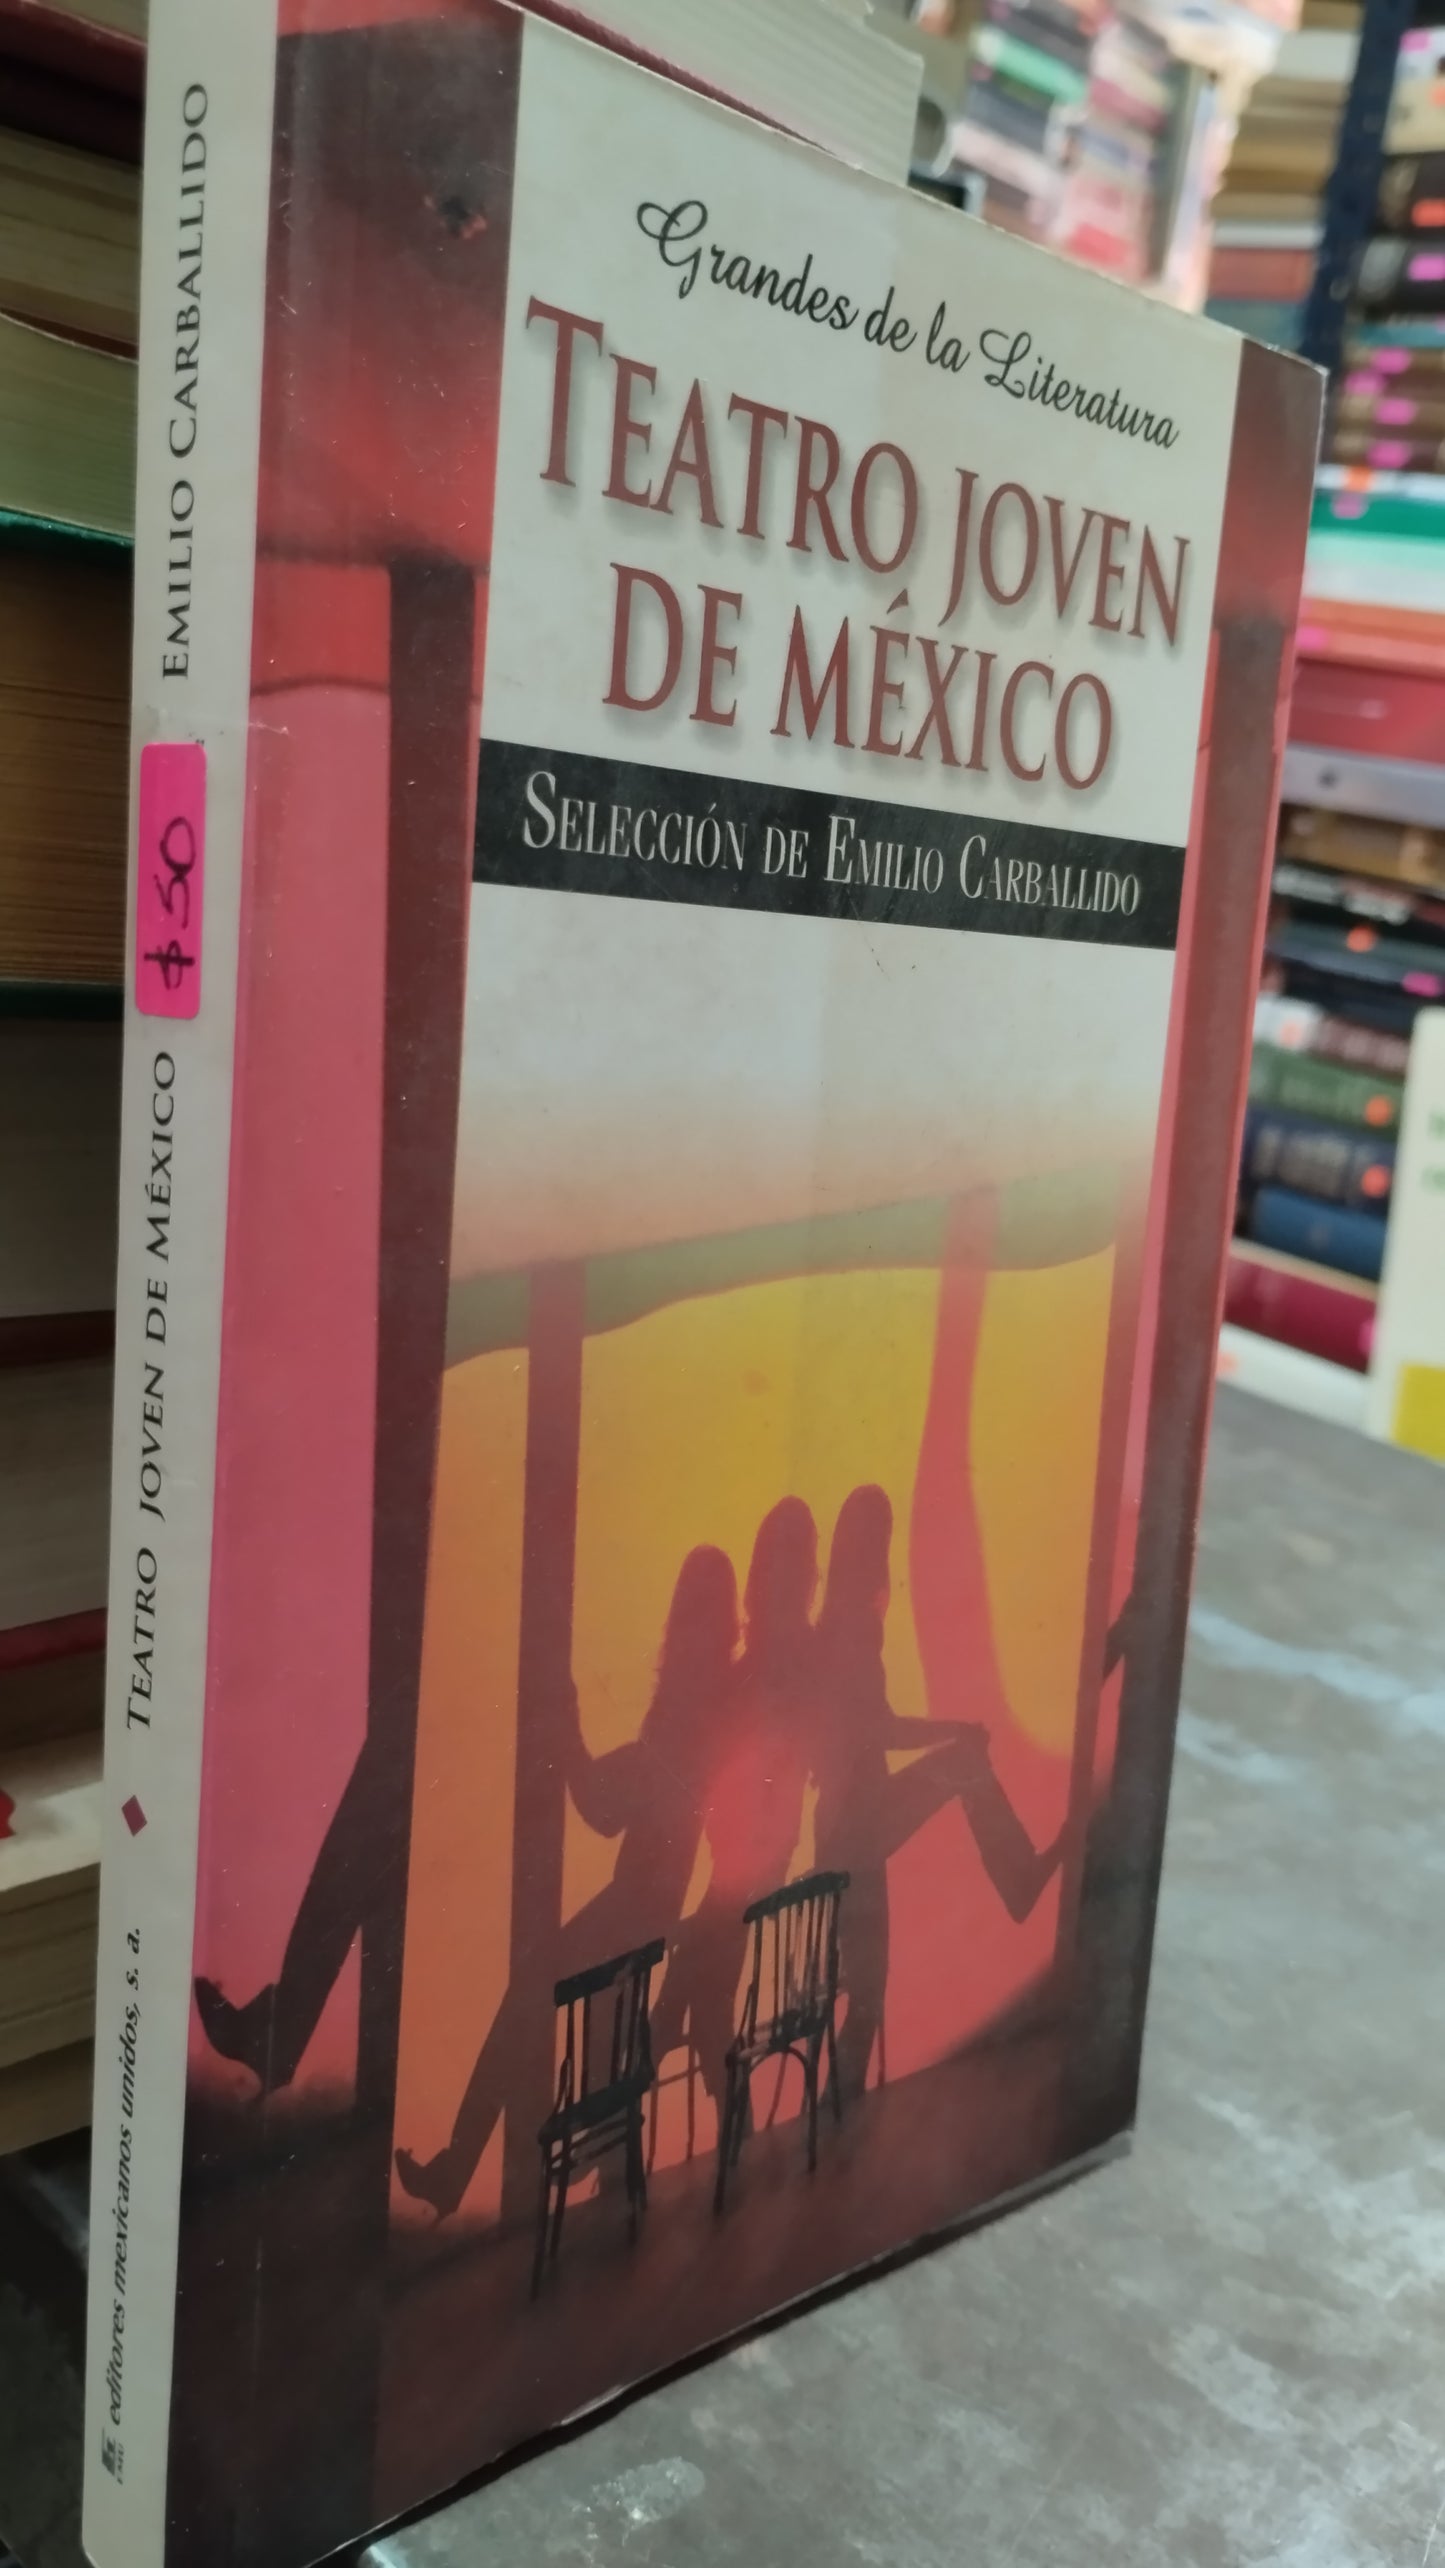 Grandes de la Literatura
TEATRO JOVEN
DE MÉXICO
SELECCIÓN DE EMILIO CARBALLIDO
EMILIO CARBALLIDO
$50
TEATRO JOVEN DE MÉXICO
editores mexicanos unidos, s. a.
EMU